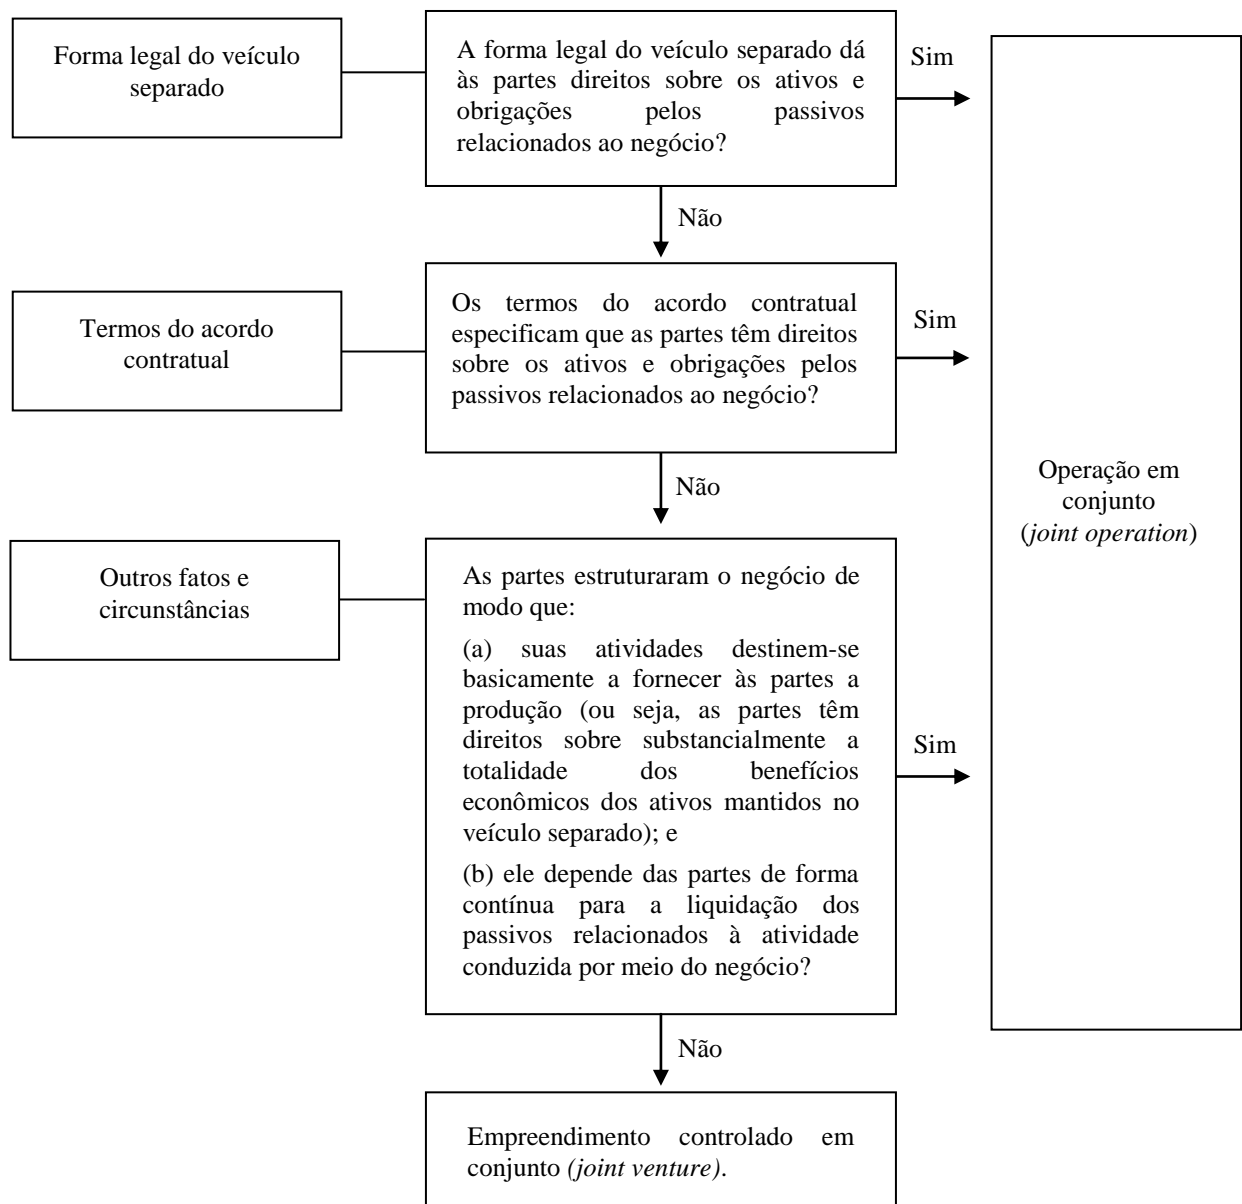 Forma legal do veículo
separado
A forma legal do veículo separado dá
às partes direitos sobre os ativos e
obrigações pelos passivos
relacionados ao negócio?
Sim
Não
Termos do acordo
contratual
Os termos do acordo contratual
especificam que as partes têm direitos
sobre os ativos e obrigações pelos
passivos relacionados ao negócio?
Sim
Não
Operação em
conjunto
(joint operation)
Outros fatos e
circunstâncias
As partes estruturaram o negócio de
modo que:
(a) suas atividades destinem-se
basicamente a fornecer às partes a
produção (ou seja, as partes têm
direitos sobre substancialmente a
totalidade dos benefícios
econômicos dos ativos mantidos no
veículo separado); e
(b) ele depende das partes de forma
contínua para a liquidação dos
passivos relacionados à atividade
conduzida por meio do negócio?
Sim
Não
Empreendimento controlado em
conjunto (joint venture).